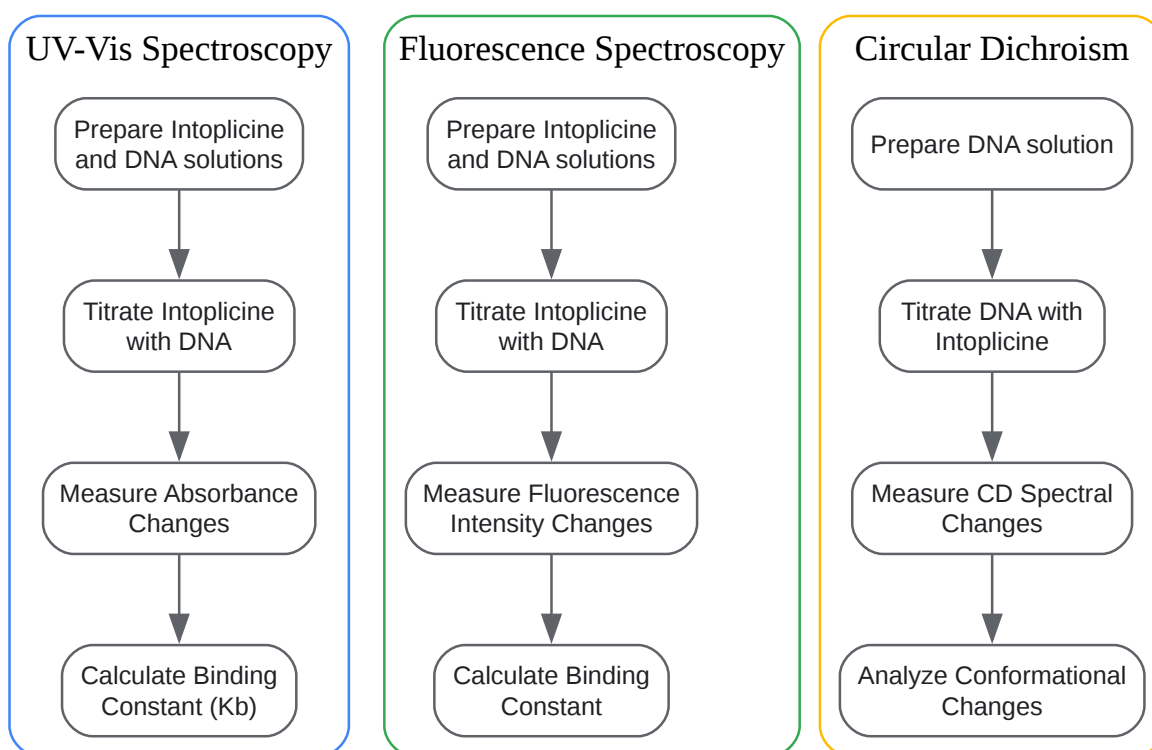 UV-Vis Spectroscopy
Prepare Intoplicine
and DNA solutions
Titrate Intoplicine
with DNA
Measure Absorbance
Changes
Calculate Binding
Constant (Kb)
Fluorescence Spectroscopy
Prepare Intoplicine
and DNA solutions
Titrate Intoplicine
with DNA
Measure Fluorescence
Intensity Changes
Calculate Binding
Constant
Circular Dichroism
Prepare DNA solution
Titrate DNA with
Intoplicine
Measure CD Spectral
Changes
Analyze Conformational
Changes